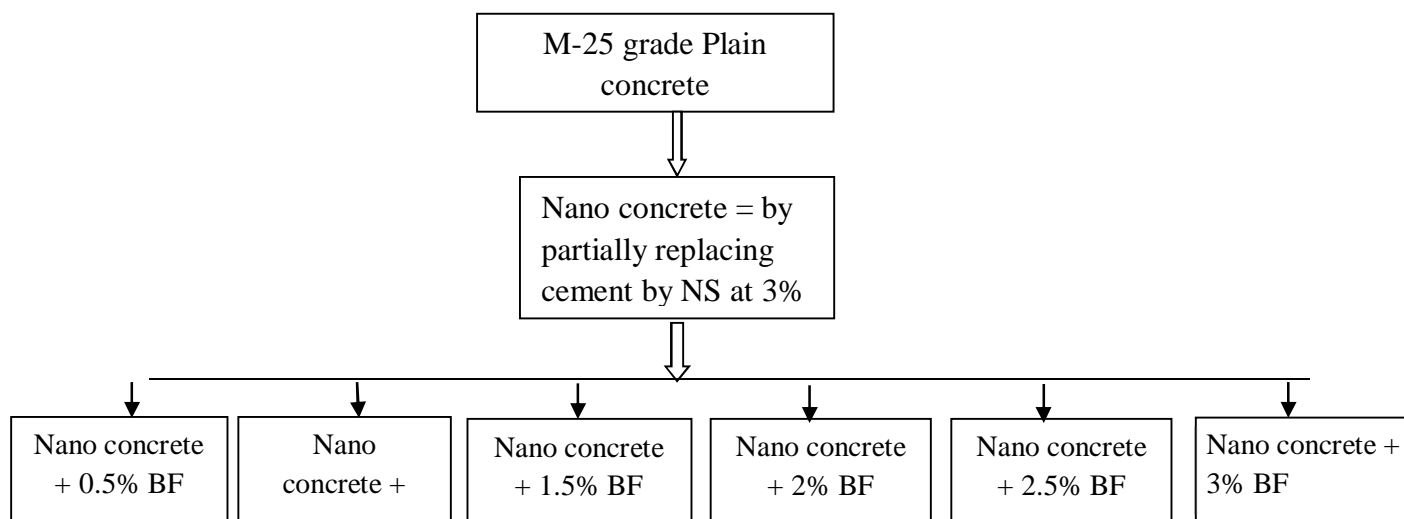 M-25 grade Plain
concrete
Nano concrete = by
partially replacing
cement by NS at 3%
Nano concrete
+ 0.5% BF
Nano
concrete +
Nano concrete
+ 1.5% BF
Nano concrete
+ 2% BF
Nano concrete
+ 2.5% BF
Nano concrete +
3% BF